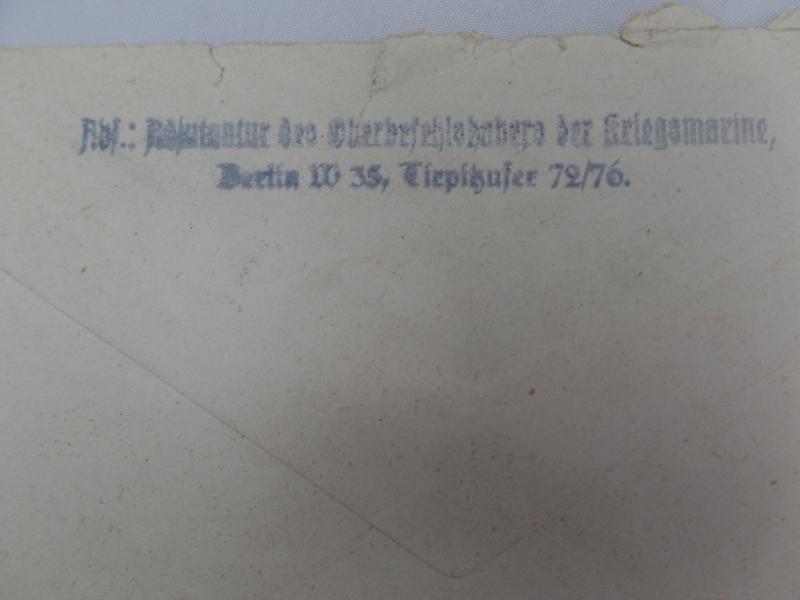 Abs.: Adjutantur des Oberbefehlshabers der Kriegsmarine,
Berlin W 35, Tirpitzufer 72/76.